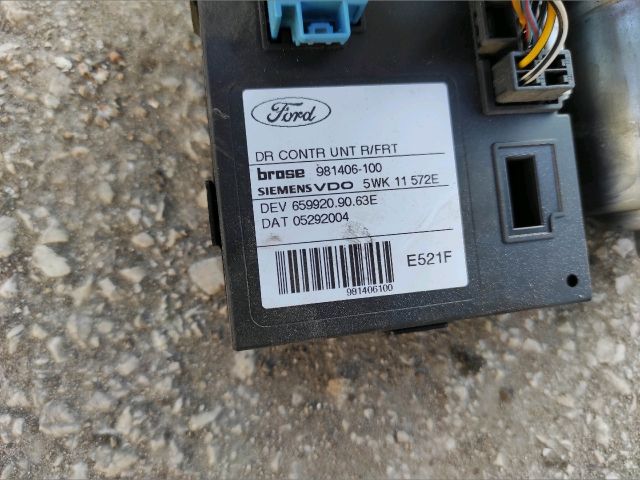 Ford
DR CONTR UNT R/FRT
brose 981406-100
SIEMENS VDO 5WK 11 572E
DEV 659920.90.63E
DAT 05292004
E521F
981406100